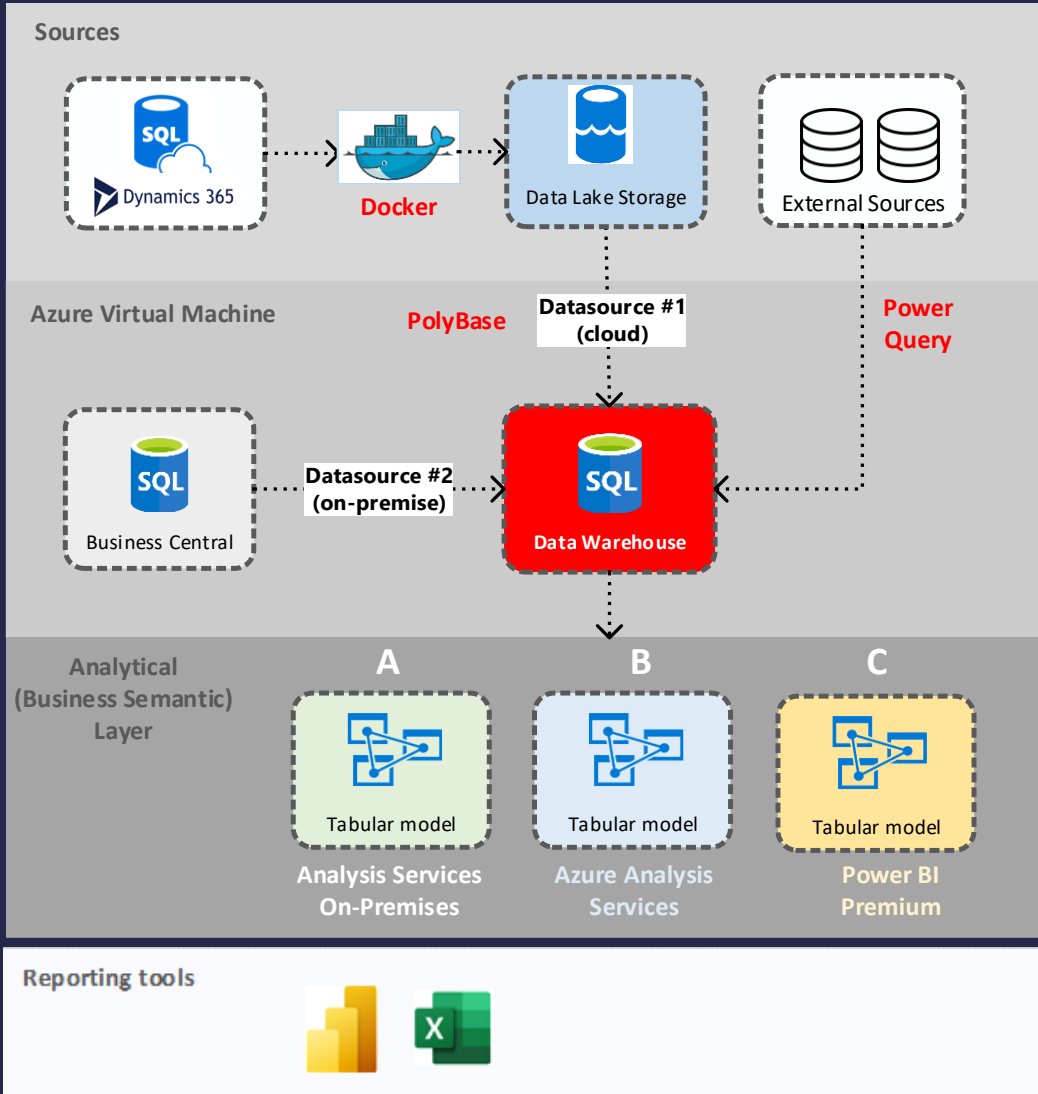 Sources
SQL
Dynamics 365
Docker
Data Lake Storage
External Sources
Azure Virtual Machine
PolyBase
Datasource #1
(cloud)
Power
Query
SQL
Business Central
Datasource #2
(on-premise)
SQL
Data Warehouse
Analytical
(Business Semantic)
Layer
A
B
C
Tabular model
Tabular model
Tabular model
Analysis Services
On-Premises
Azure Analysis
Services
Power BI
Premium
Reporting tools
X